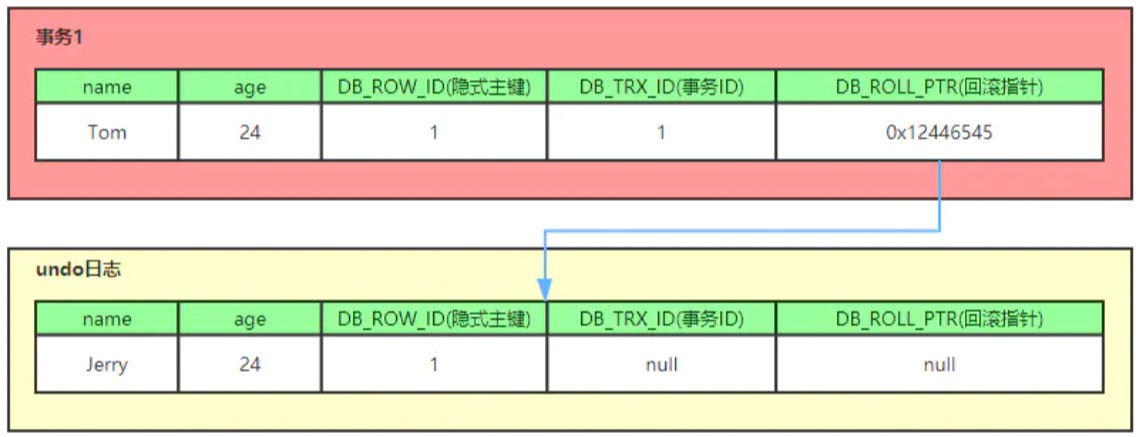 事务1
name age DB_ROW_ID(隐式主键) DB_TRX_ID(事务ID) DB_ROLL_PTR(回滚指针)
Tom 24 1 1 0x12446545
undo日志
name age DB_ROW_ID(隐式主键) DB_TRX_ID(事务ID) DB_ROLL_PTR(回滚指针)
Jerry 24 1 null null